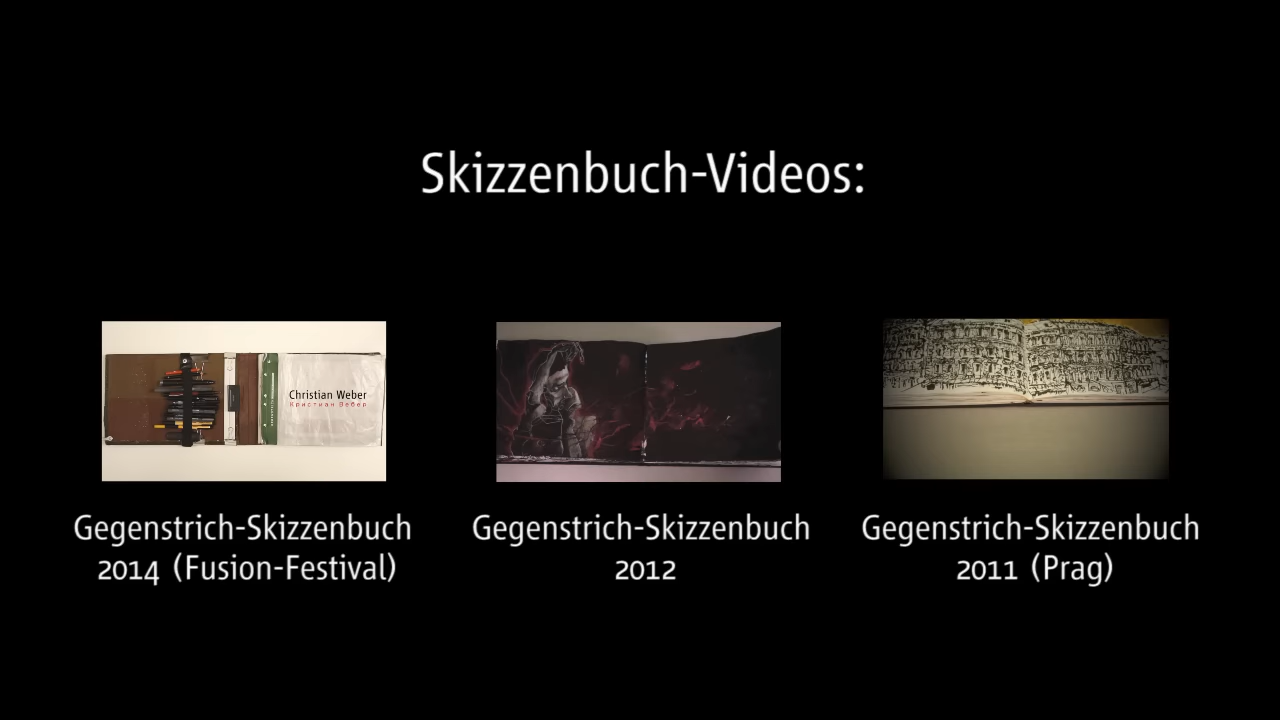 Skizzenbuch-Videos:
Christian Weber
Кристиан Вебер
Gegenstrich-Skizzenbuch
2014 (Fusion-Festival)
Gegenstrich-Skizzenbuch
2012
Gegenstrich-Skizzenbuch
2011 (Prag)